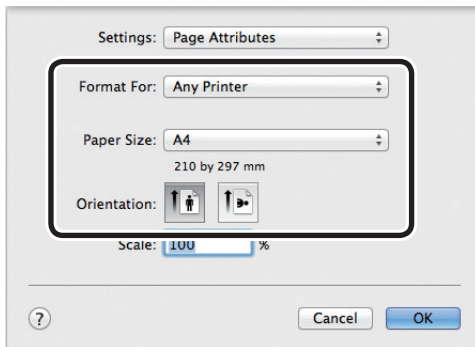 Settings: Page Attributes
Format For: Any Printer
Paper Size: A4
210 by 297 mm
Orientation:
Scale: 100 %
? Cancel OK